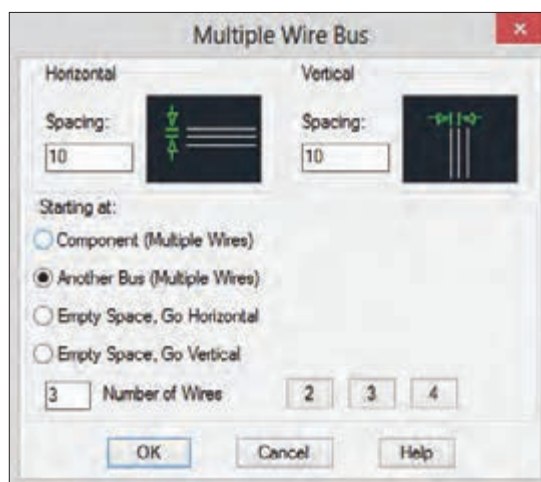 Multiple Wire Bus
x
Horizontal Vertical
Spacing: Spacing:
10 10
Starting at:
Component (Multiple Wires)
Another Bus (Multiple Wires)
Empty Space, Go Horizontal
Empty Space, Go Vertical
3 Number of Wires 2 3 4
OK Cancel Help